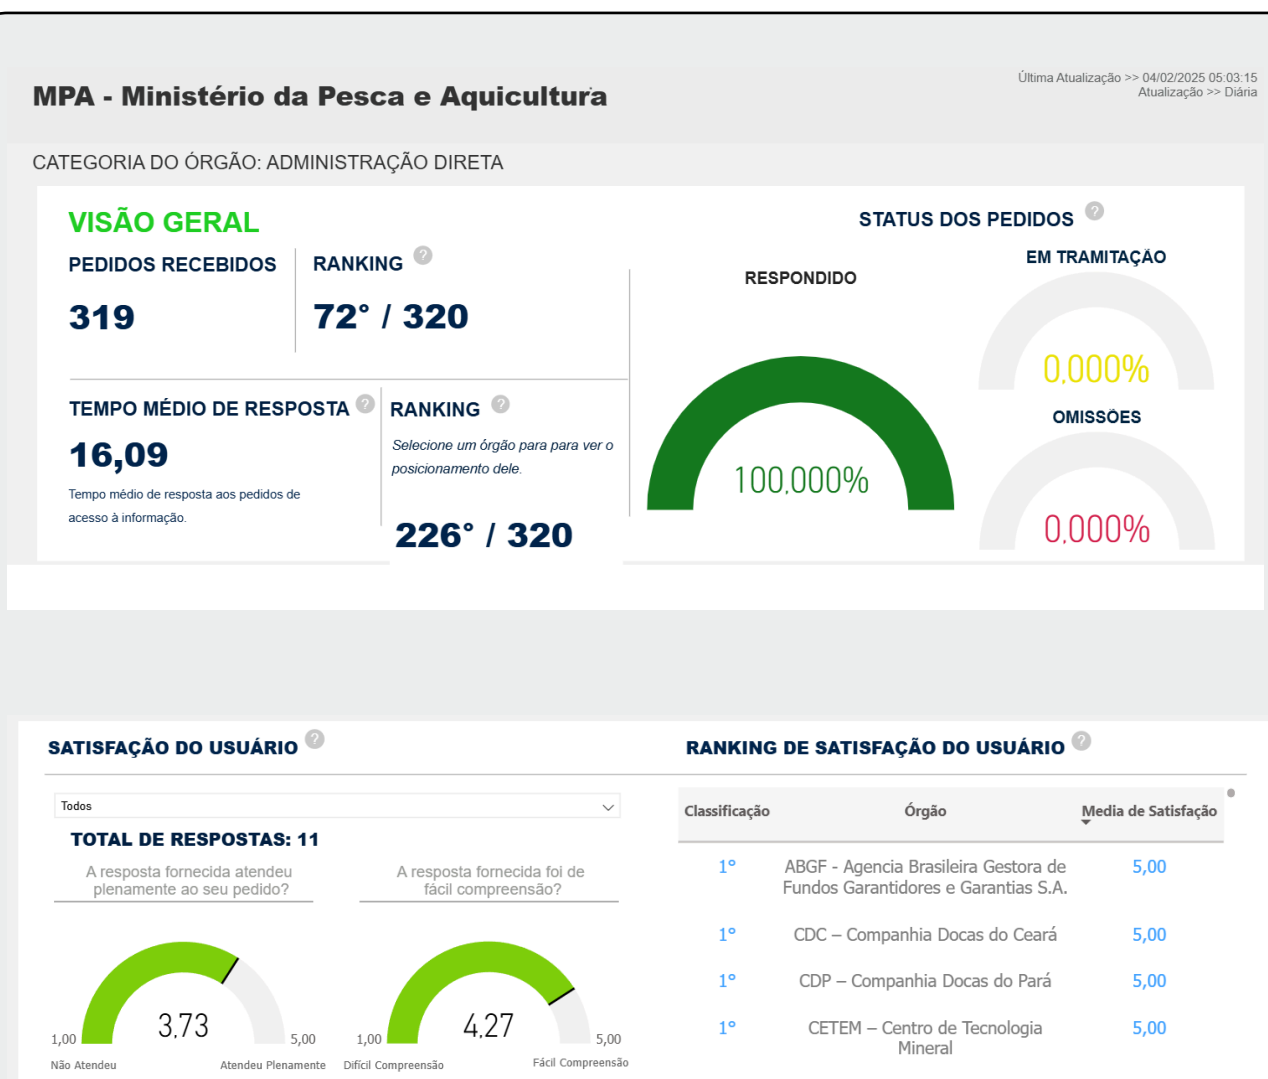 MPA - Ministério da Pesca e Aquicultura
Última Atualização >> 04/02/2025 05:03:15
Atualização >> Diária
CATEGORIA DO ÓRGÃO: ADMINISTRAÇÃO DIRETA
VISÃO GERAL
PEDIDOS RECEBIDOS
319
RANKING ?
72° / 320
TEMPO MÉDIO DE RESPOSTA ?
16,09
Tempo médio de resposta aos pedidos de
acesso à informação.
RANKING ?
Selecione um órgão para para ver o
posicionamento dele.
226° / 320
STATUS DOS PEDIDOS ?
RESPONDIDO
100,000%
EM TRAMITAÇÃO
0,000%
OMISSÕES
0,000%
SATISFAÇÃO DO USUÁRIO ?
Todos
TOTAL DE RESPOSTAS: 11
A resposta fornecida atendeu
plenamente ao seu pedido?
3,73
1,00
5,00
Não Atendeu
Atendeu Plenamente
A resposta fornecida foi de
fácil compreensão?
4,27
1,00
5,00
Difícil Compreensão
Fácil Compreensão
RANKING DE SATISFAÇÃO DO USUÁRIO ?
Classificação Órgão Media de Satisfação
1° ABGF - Agencia Brasileira Gestora de 5,00
Fundos Garantidores e Garantias S.A.
1° CDC – Companhia Docas do Ceará 5,00
1° CDP – Companhia Docas do Pará 5,00
1° CETEM – Centro de Tecnologia 5,00
Mineral